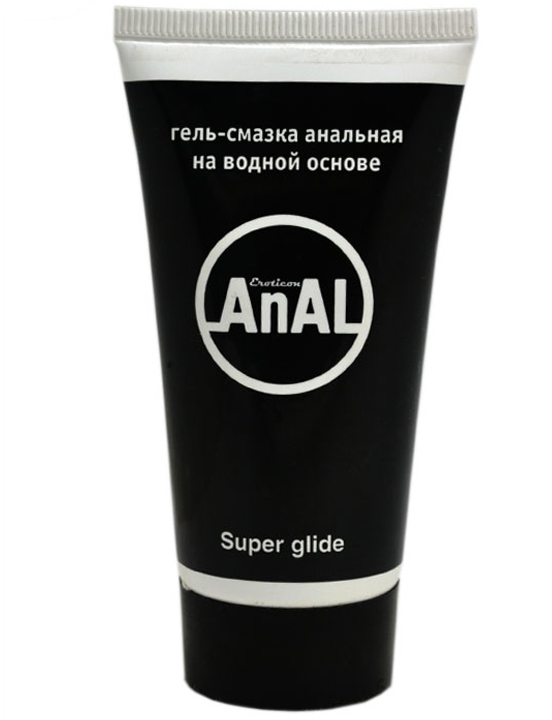 гель-смазка анальная
на водной основе
Eroticon
AnAL
Super glide